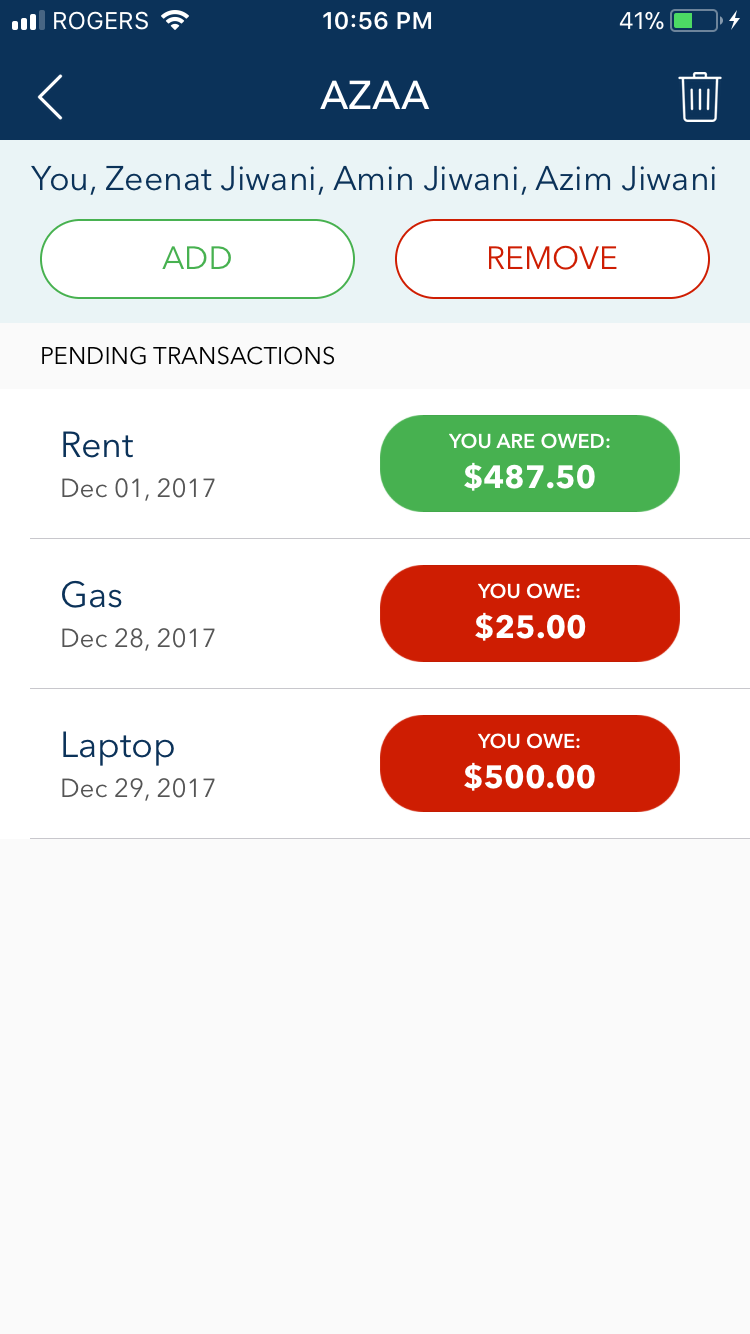 ROGERS 10:56 PM 41%
AZAA
You, Zeenat Jiwani, Amin Jiwani, Azim Jiwani
ADD REMOVE
PENDING TRANSACTIONS
Rent
Dec 01, 2017
YOU ARE OWED:
$487.50
Gas
Dec 28, 2017
YOU OWE:
$25.00
Laptop
Dec 29, 2017
YOU OWE:
$500.00